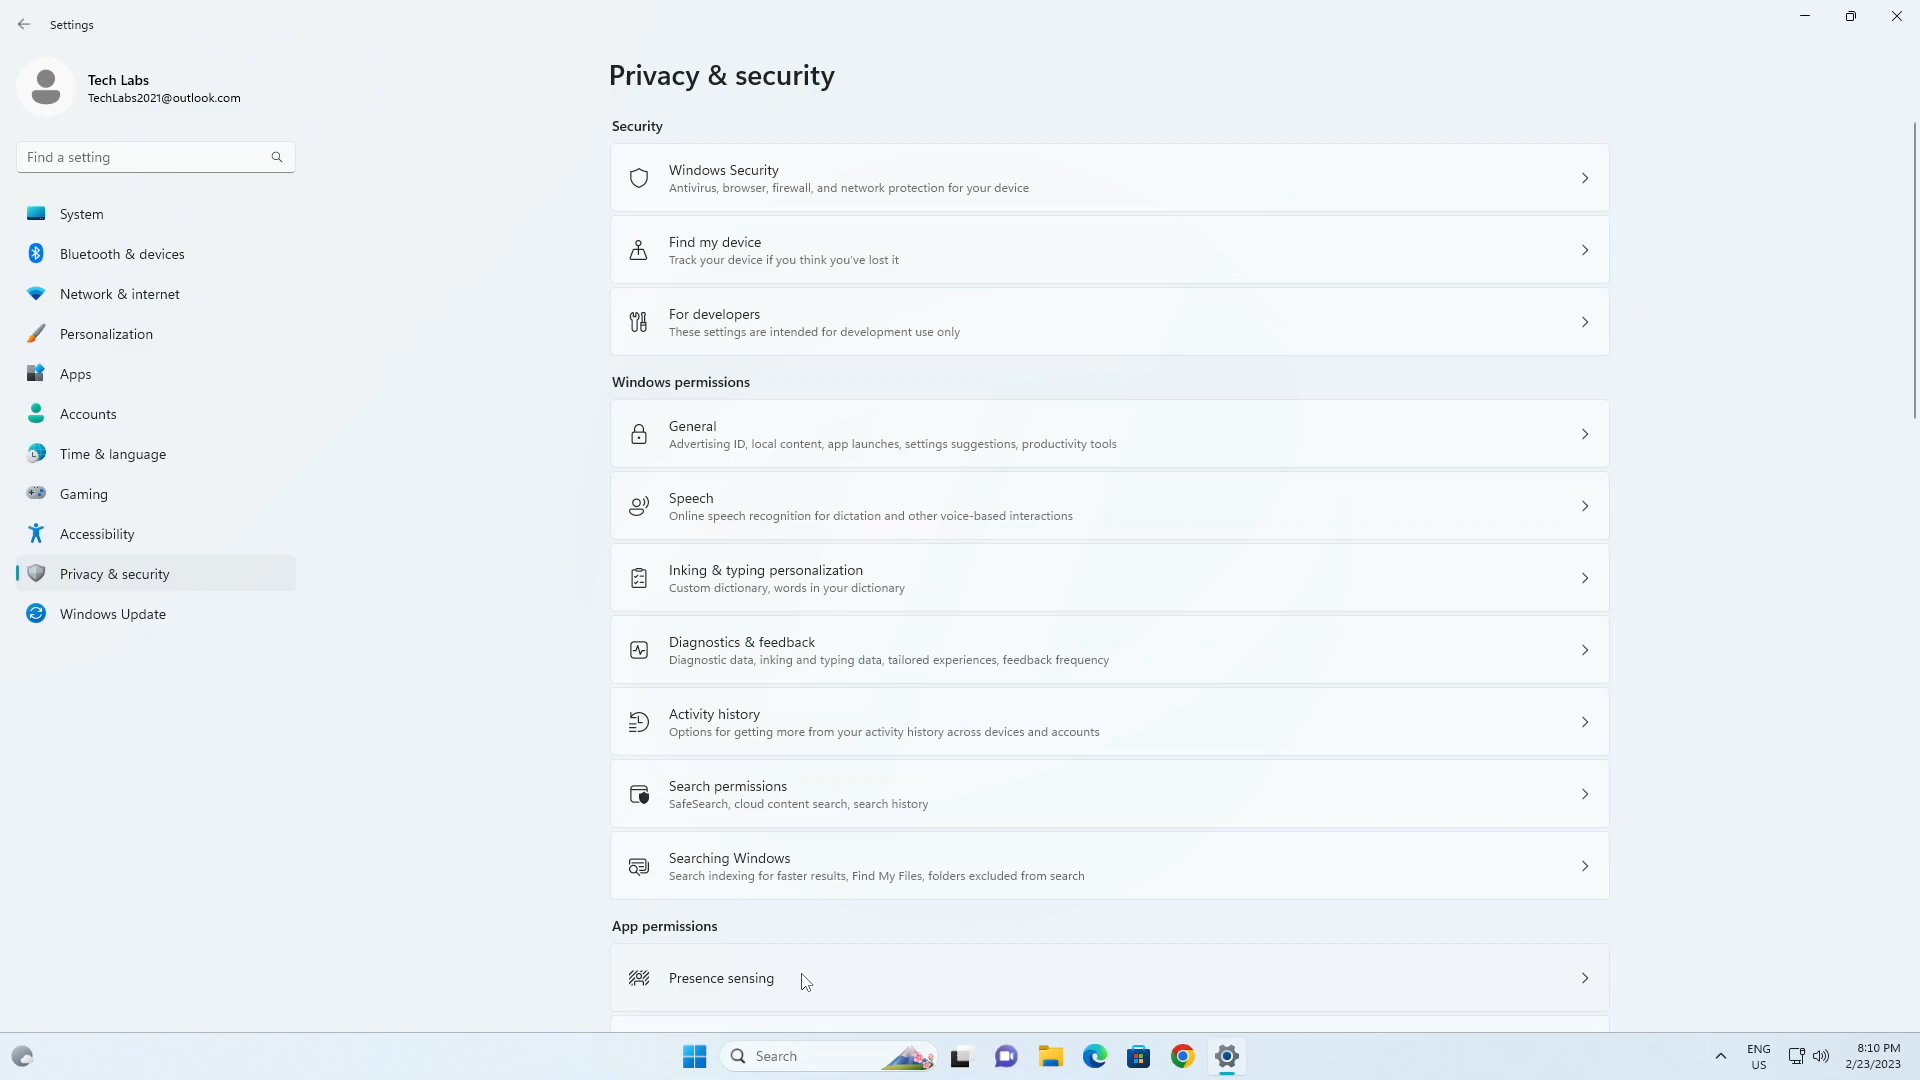 Settings
Tech Labs
TechLabs2021@outlook.com
Find a setting
System
Bluetooth & devices
Network & internet
Personalization
Apps
Accounts
Time & language
Gaming
Accessibility
Privacy & security
Windows Update
Privacy & security
Security
Windows Security
Antivirus, browser, firewall, and network protection for your device
Find my device
Track your device if you think you've lost it
For developers
These settings are intended for development use only
Windows permissions
General
Advertising ID, local content, app launches, settings suggestions, productivity tools
Speech
Online speech recognition for dictation and other voice-based interactions
Inking & typing personalization
Custom dictionary, words in your dictionary
Diagnostics & feedback
Diagnostic data, inking and typing data, tailored experiences, feedback frequency
Activity history
Options for getting more from your activity history across devices and accounts
Search permissions
SafeSearch, cloud content search, search history
Searching Windows
Search indexing for faster results, Find My Files, folders excluded from search
App permissions
Presence sensing
Search
ENG
US
8:10 PM
2/23/2023